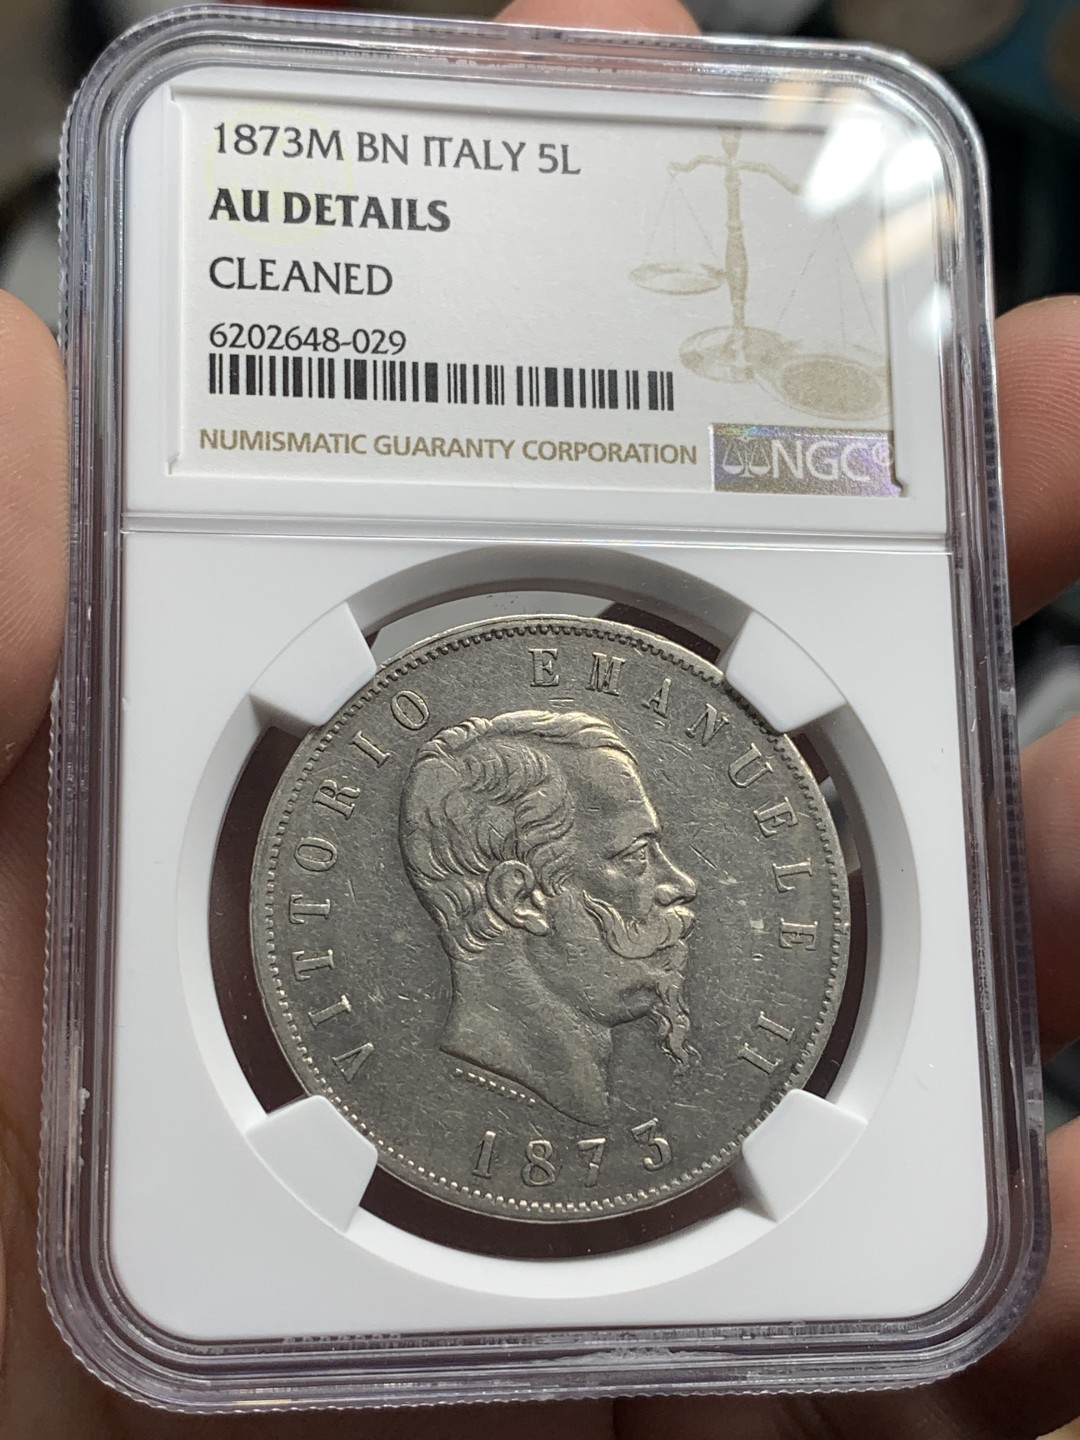 1873M BN ITALY 5L
AU DETAILS
CLEANED
6202648-029
NUMISMATIC GUARANTY CORPORATION NGC®
VITTORIO EMANUELE II
1873